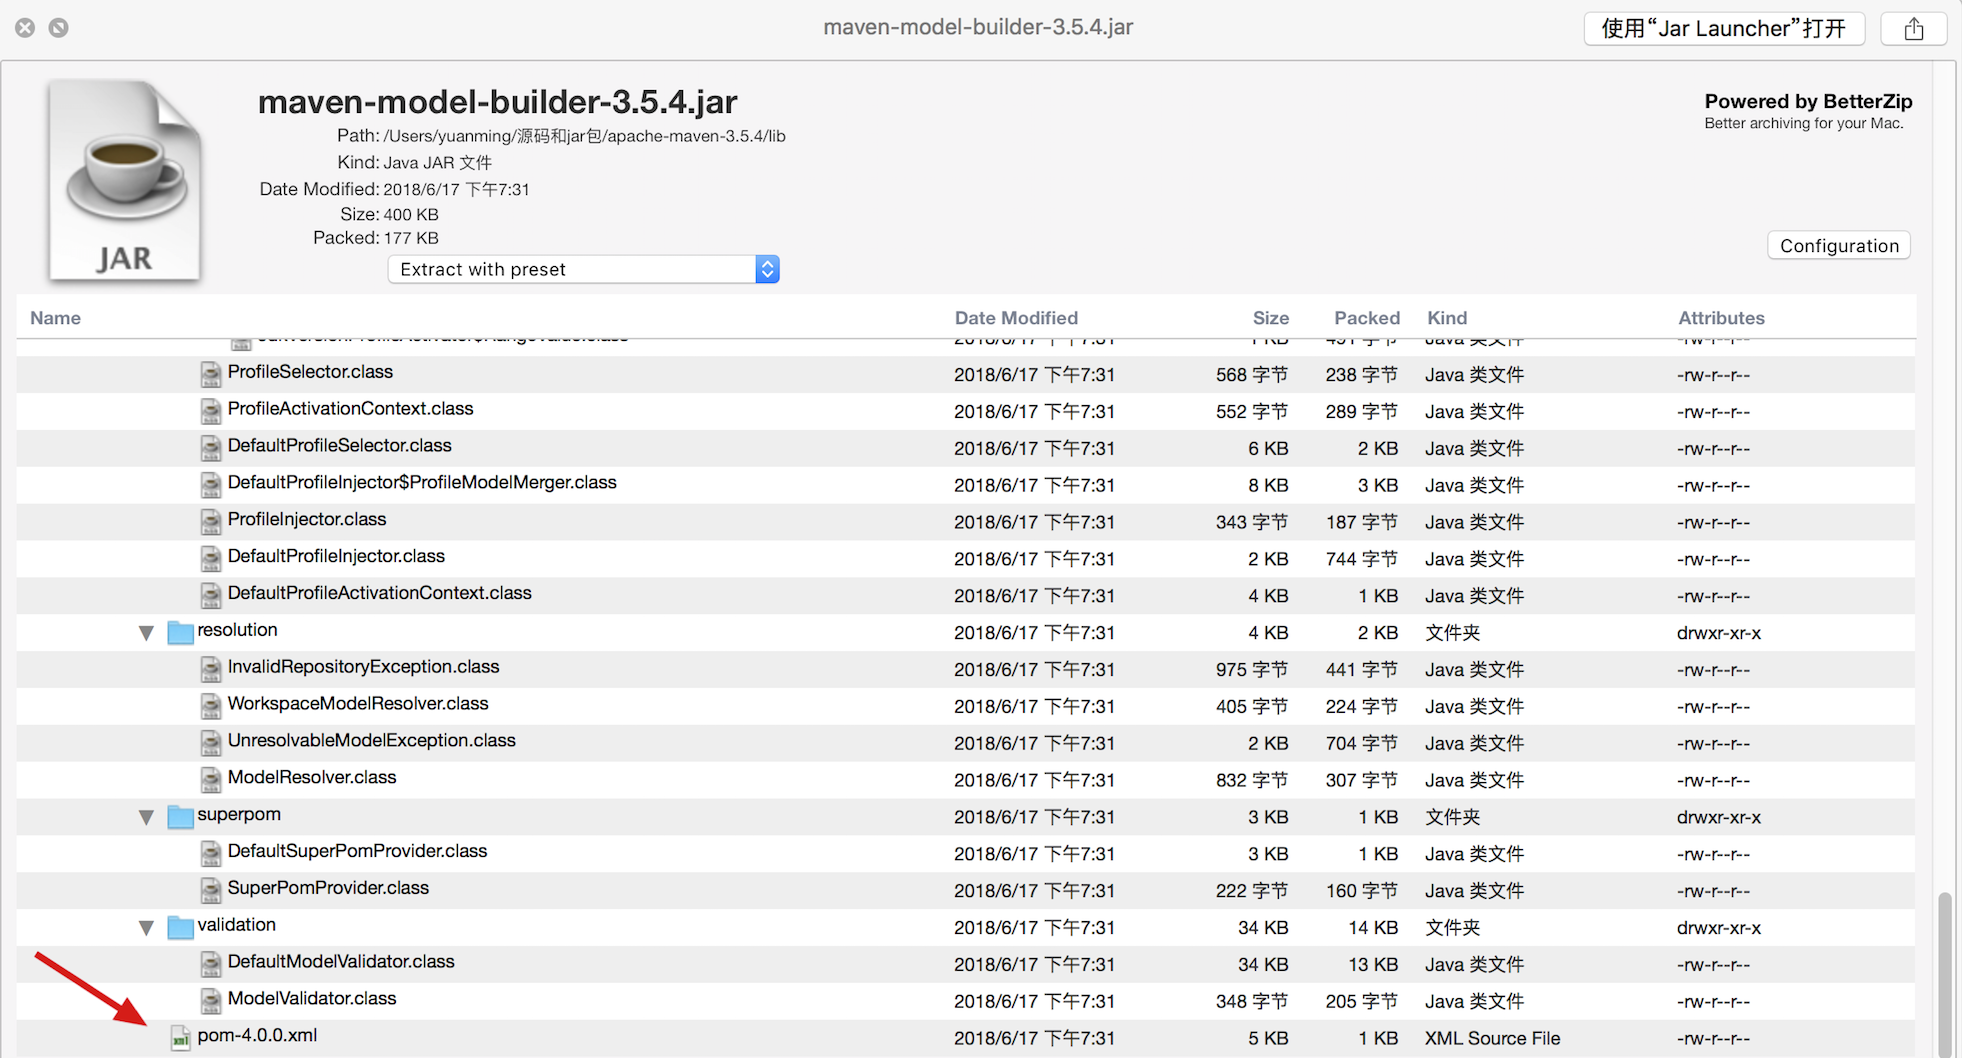 maven-model-builder-3.5.4.jar
使用“Jar Launcher”打开
maven-model-builder-3.5.4.jar
Path: /Users/yuanming/源码和jar包/apache-maven-3.5.4/lib
Kind: Java JAR 文件
Date Modified: 2018/6/17 下午7:31
Size: 400 KB
Packed: 177 KB
Extract with preset
Powered by BetterZip
Better archiving for your Mac.
Configuration
JAR
Name Date Modified Size Packed Kind Attributes
ProfileSelector.class 2018/6/17 下午7:31 568 字节 238 字节 Java 类文件 -rw-r--r--
ProfileActivationContext.class 2018/6/17 下午7:31 552 字节 289 字节 Java 类文件 -rw-r--r--
DefaultProfileSelector.class 2018/6/17 下午7:31 6 KB 2 KB Java 类文件 -rw-r--r--
DefaultProfileInjector$ProfileModelMerger.class 2018/6/17 下午7:31 8 KB 3 KB Java 类文件 -rw-r--r--
ProfileInjector.class 2018/6/17 下午7:31 343 字节 187 字节 Java 类文件 -rw-r--r--
DefaultProfileInjector.class 2018/6/17 下午7:31 2 KB 744 字节 Java 类文件 -rw-r--r--
DefaultProfileActivationContext.class 2018/6/17 下午7:31 4 KB 1 KB Java 类文件 -rw-r--r--
resolution 2018/6/17 下午7:31 4 KB 2 KB 文件夹 drwxr-xr-x
InvalidRepositoryException.class 2018/6/17 下午7:31 975 字节 441 字节 Java 类文件 -rw-r--r--
WorkspaceModelResolver.class 2018/6/17 下午7:31 405 字节 224 字节 Java 类文件 -rw-r--r--
UnresolvableModelException.class 2018/6/17 下午7:31 2 KB 704 字节 Java 类文件 -rw-r--r--
ModelResolver.class 2018/6/17 下午7:31 832 字节 307 字节 Java 类文件 -rw-r--r--
superpom 2018/6/17 下午7:31 3 KB 1 KB 文件夹 drwxr-xr-x
DefaultSuperPomProvider.class 2018/6/17 下午7:31 3 KB 1 KB Java 类文件 -rw-r--r--
SuperPomProvider.class 2018/6/17 下午7:31 222 字节 160 字节 Java 类文件 -rw-r--r--
validation 2018/6/17 下午7:31 34 KB 14 KB 文件夹 drwxr-xr-x
DefaultModelValidator.class 2018/6/17 下午7:31 34 KB 13 KB Java 类文件 -rw-r--r--
ModelValidator.class 2018/6/17 下午7:31 348 字节 205 字节 Java 类文件 -rw-r--r--
pom-4.0.0.xml 2018/6/17 下午7:31 5 KB 1 KB XML Source File -rw-r--r--